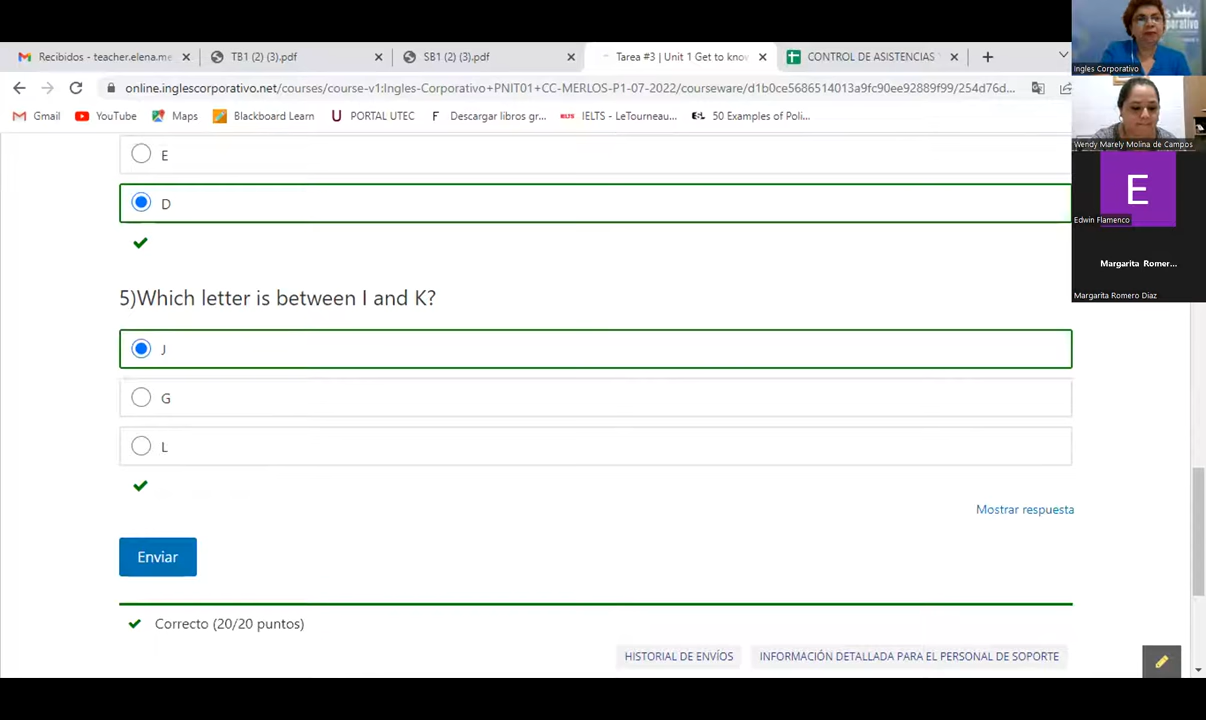 Recibidos - teacher.elena.me
TB1 (2) (3).pdf
SB1 (2) (3).pdf
Tarea #3 | Unit 1 Get to know
CONTROL DE ASISTENCIAS
online.inglescorporativo.net/courses/course-v1:Ingles-Corporativo+PNIT01+CC-MERLOS-P1-07-2022/courseware/d1b0ce5686514013a9fc90ee92889f99/254d76d...
Gmail
YouTube
Maps
Blackboard Learn
PORTAL UTEC
Descargar libros gr...
IELTS - LeTourneau...
50 Examples of Poli...
Ingles Corporativo
Wendy Marely Molina de Campos
E
Edwin Flamenco
Margarita Romer...
Margarita Romero Diaz
E
D
5)Which letter is between I and K?
J
G
L
Mostrar respuesta
Enviar
Correcto (20/20 puntos)
HISTORIAL DE ENVÍOS
INFORMACIÓN DETALLADA PARA EL PERSONAL DE SOPORTE